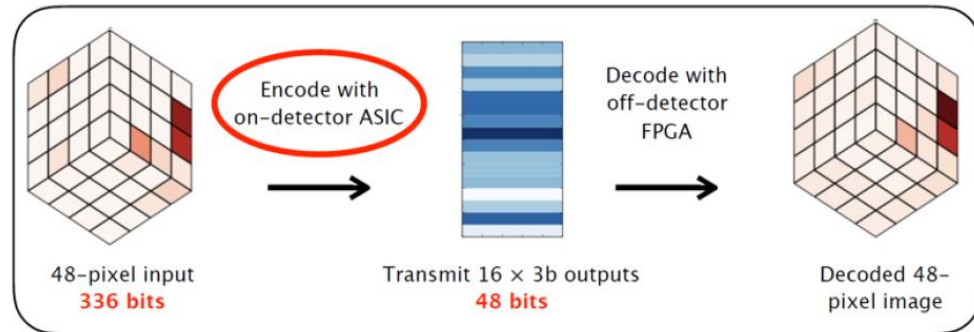 Encode with
on-detector ASIC
Decode with
off-detector
FPGA
48-pixel input
336 bits
Transmit 16 × 3b outputs
48 bits
Decoded 48-
pixel image